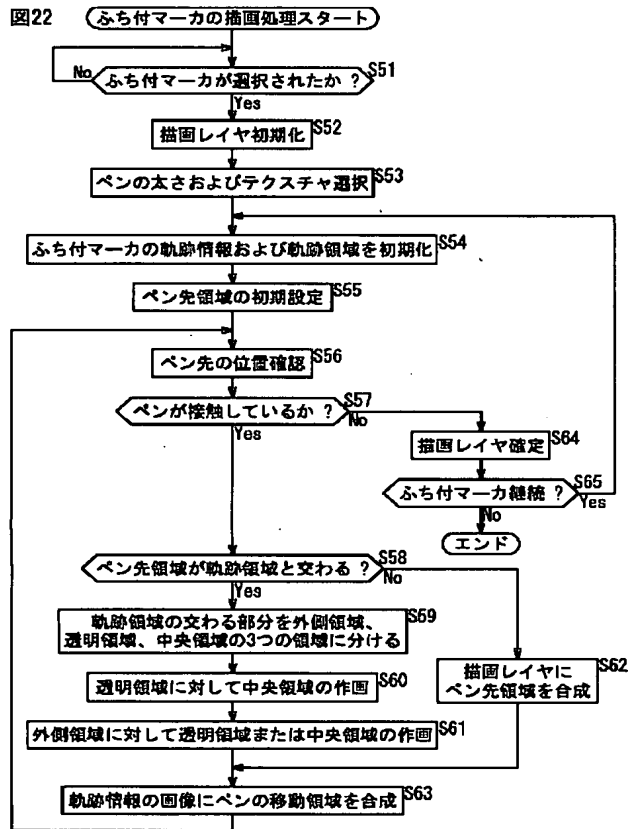 図22
ふち付マーカの描画処理スタート
ふち付マーカが選択されたか ?
S51
No
Yes
描画レイヤ初期化
S52
ペンの太さおよびテクスチャ選択
S53
ふち付マーカの軌跡情報および軌跡領域を初期化
S54
ペン先領域の初期設定
S55
ペン先の位置確認
S56
ペンが接触しているか ?
S57
No
Yes
描画レイヤ確定
S64
ふち付マーカ継続 ?
S65
Yes
No
エンド
ペン先領域が軌跡領域と交わる ?
S58
No
Yes
軌跡領域の交わる部分を外側領域、
透明領域、中央領域の3つの領域に分ける
S59
透明領域に対して中央領域の作画
S60
描画レイヤに
ペン先領域を合成
S62
外側領域に対して透明領域または中央領域の作画
S61
軌跡情報の画像にペンの移動領域を合成
S63